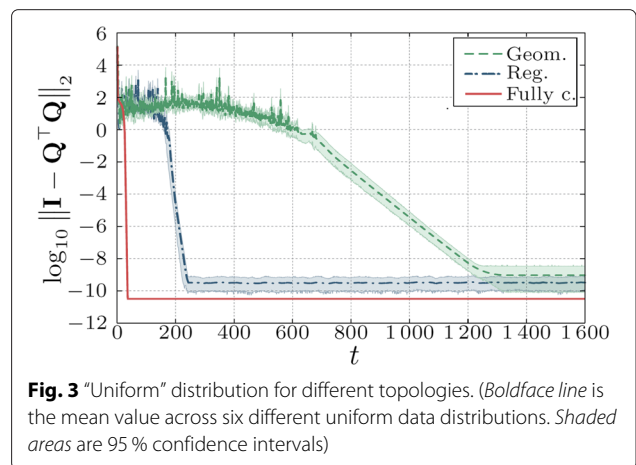 6
4
2
0
−2
−4
−6
−8
−10
−12
log₁₀ ‖I − Q⊤Q‖₂
Geom.
Reg.
Fully c.
0 200 400 600 800 1 000 1 200 1 400 1 600
t
Fig. 3 “Uniform” distribution for different topologies. (Boldface line is
the mean value across six different uniform data distributions. Shaded
areas are 95 % confidence intervals)